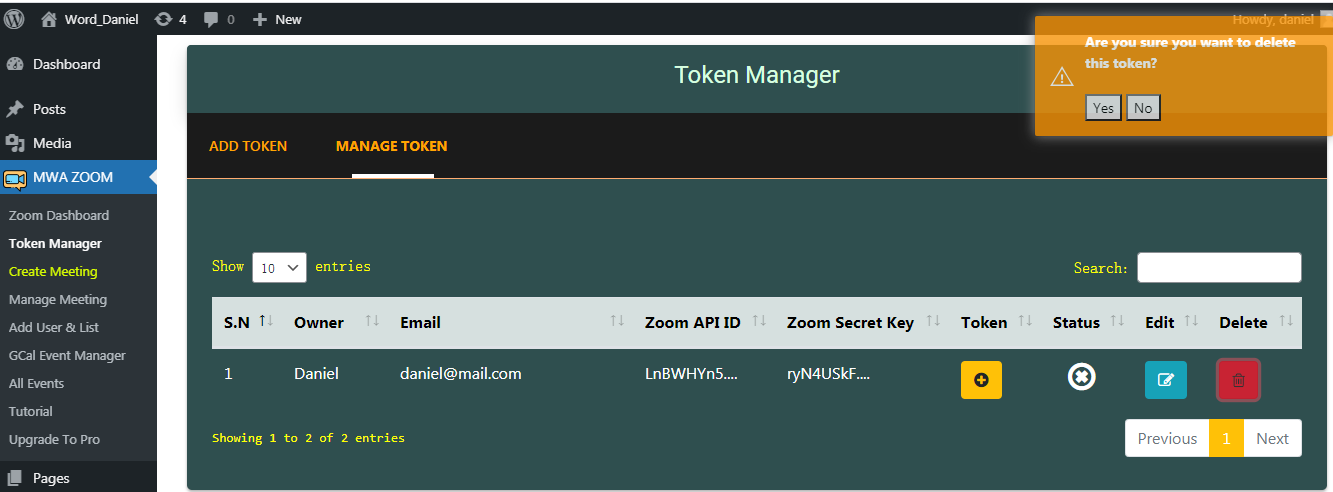 Word_Daniel 4 0 New
Howdy, daniel
Are you sure you want to delete
this token?
Yes No
Dashboard
Posts
Media
MWA ZOOM
Zoom Dashboard
Token Manager
Create Meeting
Manage Meeting
Add User & List
GCal Event Manager
All Events
Tutorial
Upgrade To Pro
Pages
Token Manager
ADD TOKEN MANAGE TOKEN
Show 10 entries Search:
S.N Owner Email Zoom API ID Zoom Secret Key Token Status Edit Delete
1 Daniel daniel@mail.com LnBWHYn5.... ryN4USkF....
Showing 1 to 2 of 2 entries Previous 1 Next